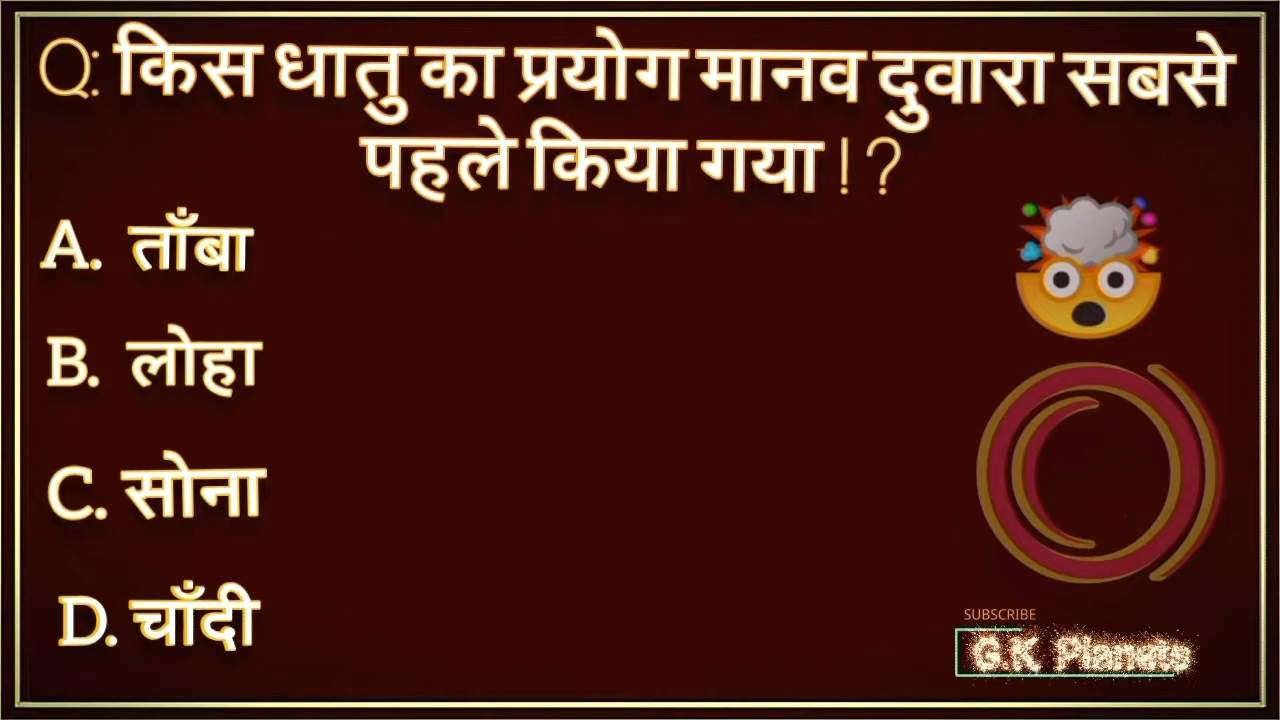 Q: किस धातु का प्रयोग मानव दुवारा सबसे
पहले किया गया ! ?
A. ताँबा
B. लोहा
C. सोना
D. चाँदी
SUBSCRIBE
G.K Planets